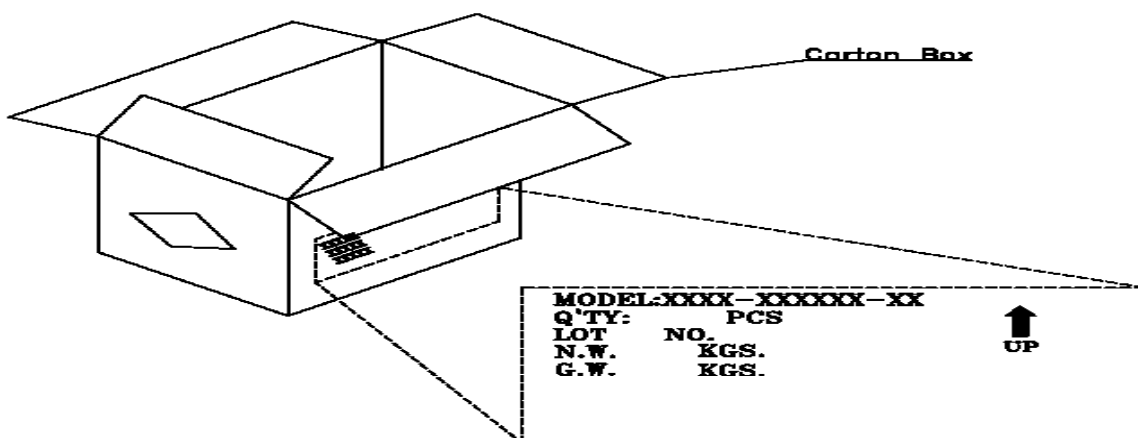 Carton Box
MODEL:XXXX-XXXXXX-XX
Q'TY: PCS
LOT NO.
N.W. KGS.
G.W. KGS.
UP